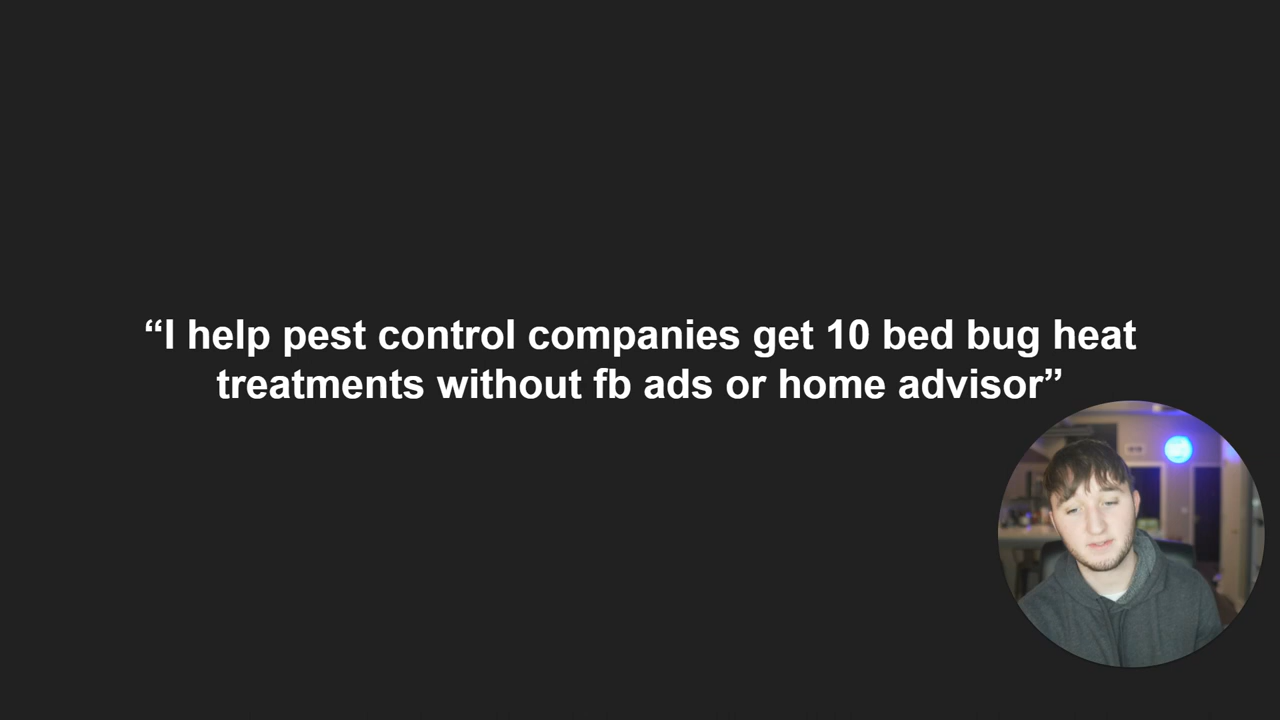 “I help pest control companies get 10 bed bug heat
treatments without fb ads or home advisor”